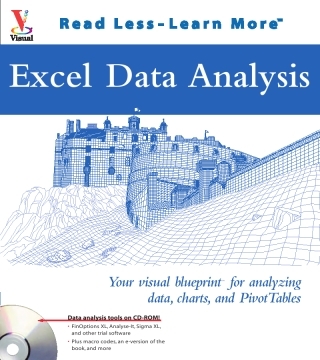 Read Less-Learn More™
Visual
Excel Data Analysis
Your visual blueprint™ for analyzing
data, charts, and PivotTables
Data analysis tools on CD-ROM!
• FinOptions XL, Analyse-It, Sigma XL,
and other trial software
• Plus macro codes, an e-version of the
book, and more